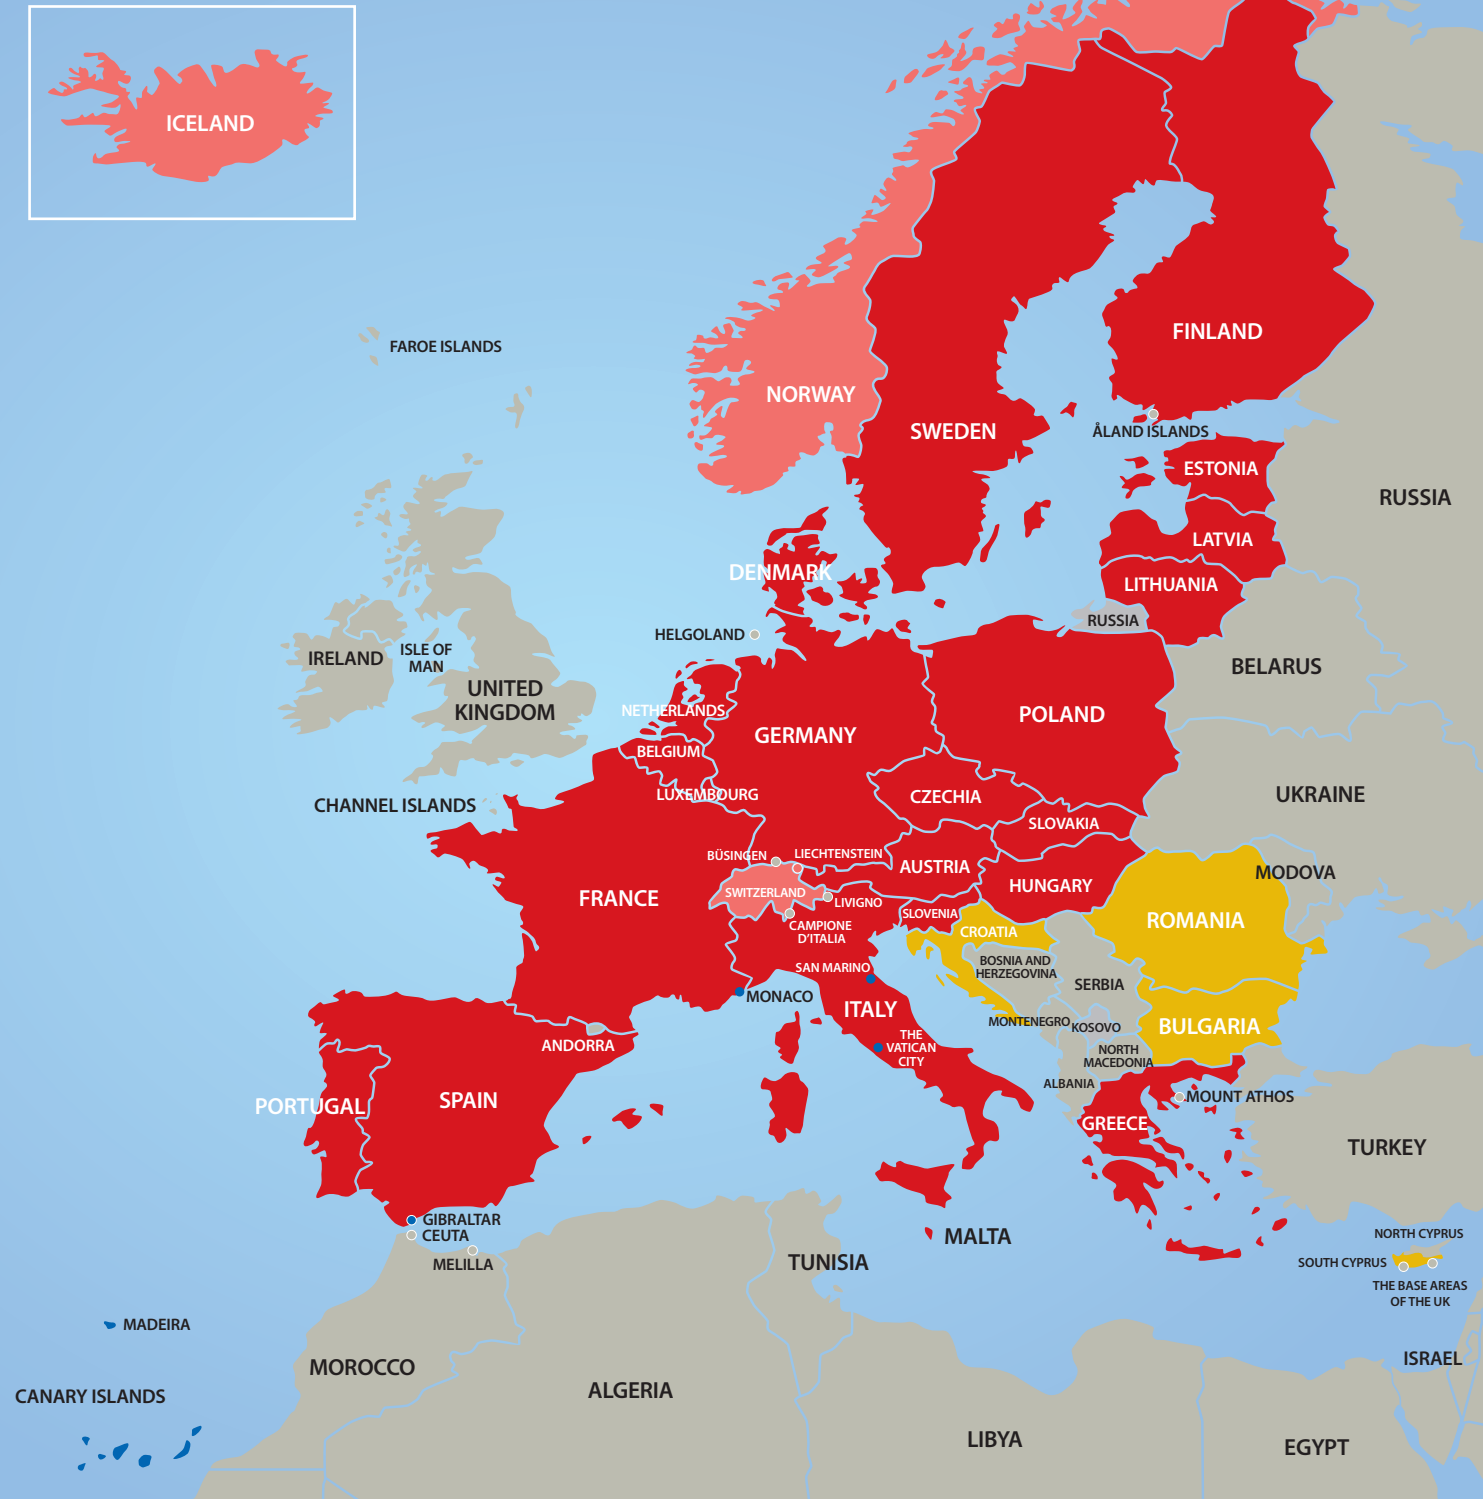 ICELAND
FAROE ISLANDS
NORWAY
FINLAND
SWEDEN
ÅLAND ISLANDS
ESTONIA
RUSSIA
LATVIA
DENMARK
LITHUANIA
RUSSIA
HELGOLAND
IRELAND
ISLE OF
MAN
BELARUS
UNITED
KINGDOM
NETHERLANDS
POLAND
GERMANY
BELGIUM
LUXEMBOURG
CZECHIA
UKRAINE
CHANNEL ISLANDS
SLOVAKIA
BÜSINGEN
LIECHTENSTEIN
AUSTRIA
MODOVA
HUNGARY
SWITZERLAND
FRANCE
LIVIGNO
SLOVENIA
ROMANIA
CAMPIONE
D'ITALIA
CROATIA
BOSNIA AND
HERZEGOVINA
SAN MARINO
SERBIA
MONACO
ITALY
MONTENEGRO
KOSOVO
BULGARIA
ANDORRA
THE
VATICAN
CITY
NORTH
MACEDONIA
ALBANIA
PORTUGAL
SPAIN
MOUNT ATHOS
GREECE
TURKEY
GIBRALTAR
CEUTA
MELILLA
MALTA
NORTH CYPRUS
TUNISIA
SOUTH CYPRUS
THE BASE AREAS
OF THE UK
MADEIRA
MOROCCO
ISRAEL
CANARY ISLANDS
ALGERIA
LIBYA
EGYPT